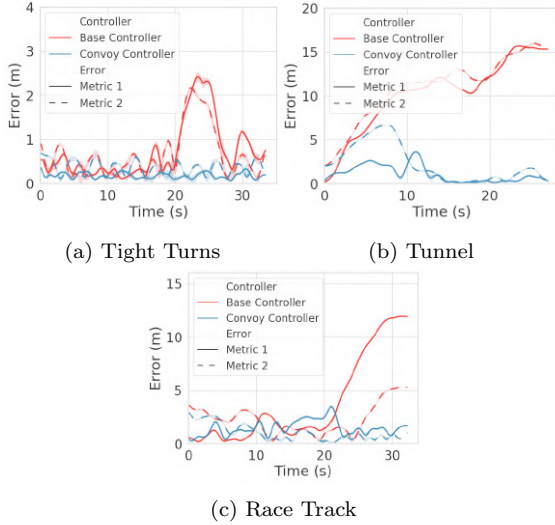 4
3
2
1
0
Error (m)
Controller
Base Controller
Convoy Controller
Error
Metric 1
Metric 2
0 10 20 30
Time (s)
(a) Tight Turns
20
15
10
5
0
Error (m)
Controller
Base Controller
Convoy Controller
Error
Metric 1
Metric 2
0 10 20
Time (s)
(b) Tunnel
15
10
5
0
Error (m)
Controller
Base Controller
Convoy Controller
Error
Metric 1
Metric 2
0 10 20 30
Time (s)
(c) Race Track